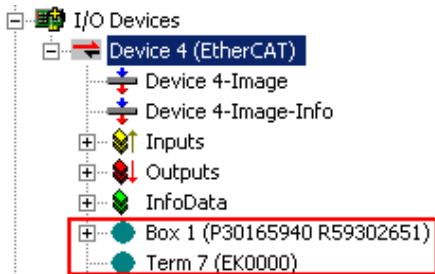 I/O Devices
Device 4 (EtherCAT)
Device 4-Image
Device 4-Image-Info
Inputs
Outputs
InfoData
Box 1 (P30165940 R59302651)
Term 7 (EK0000)